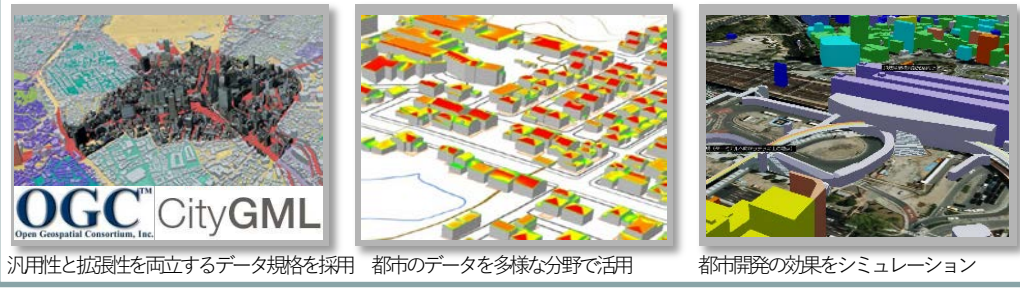 OGC™
Open Geospatial Consortium, Inc.
CityGML
汎用性と拡張性を両立するデータ規格を採用
都市のデータを多様な分野で活用
都市開発の効果をシミュレーション